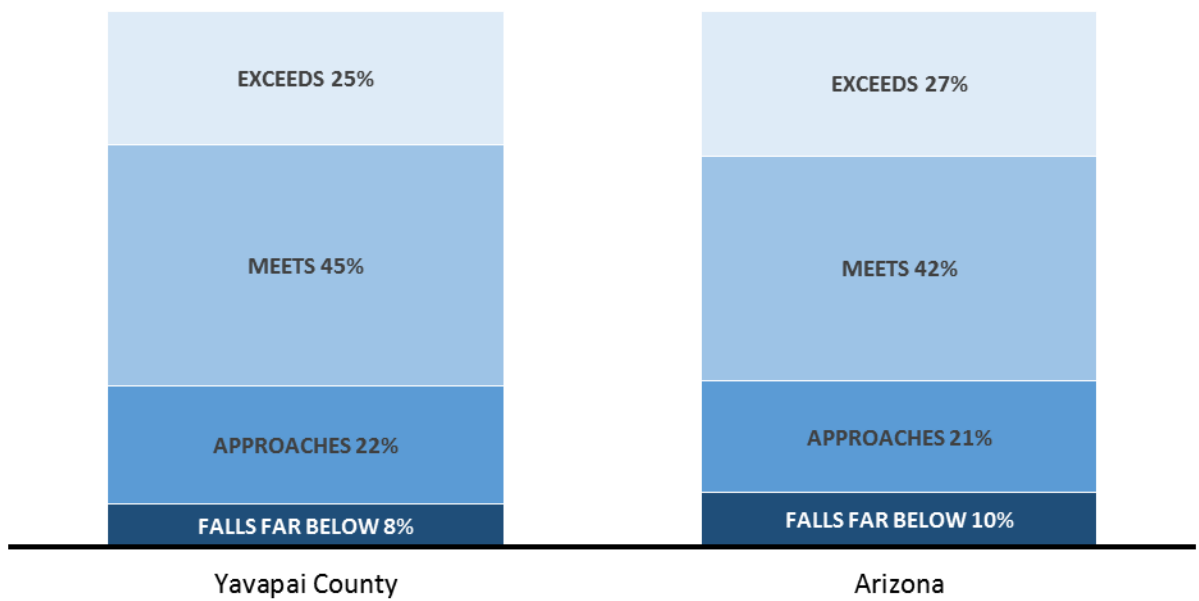 EXCEEDS 25%
MEETS 45%
APPROACHES 22%
FALLS FAR BELOW 8%
Yavapai County
EXCEEDS 27%
MEETS 42%
APPROACHES 21%
FALLS FAR BELOW 10%
Arizona